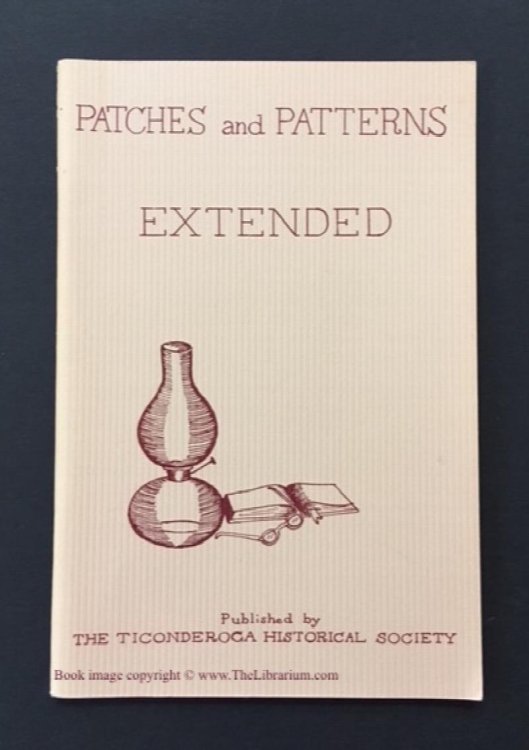 PATCHES and PATTERNS
EXTENDED
Published by
THE TICONDEROGA HISTORICAL SOCIETY
Book image copyright © www.TheLibrarium.com